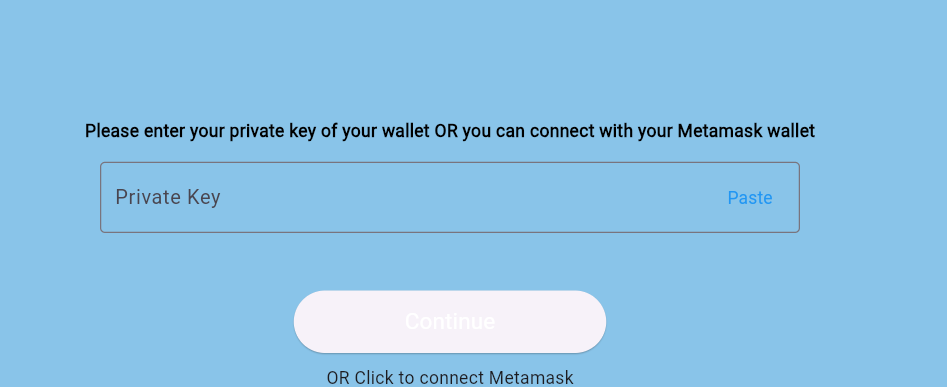 Please enter your private key of your wallet OR you can connect with your Metamask wallet
Private Key Paste
Continue
OR Click to connect Metamask